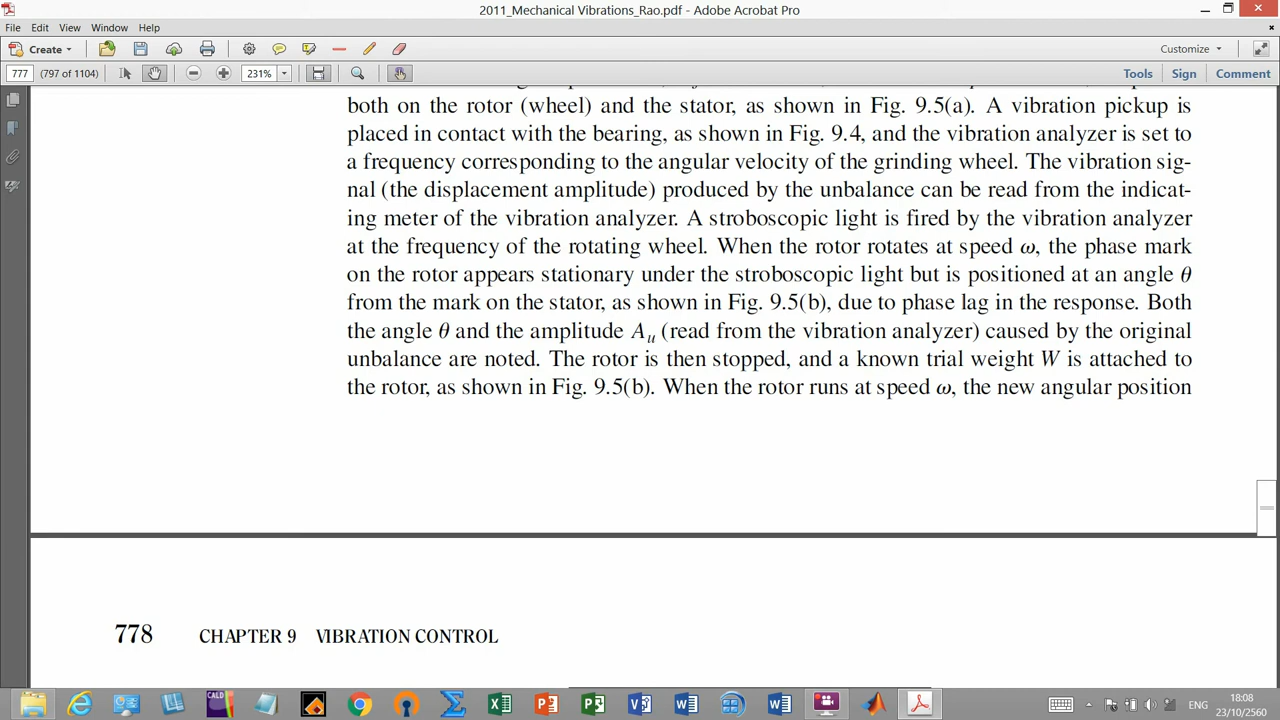 2011_Mechanical Vibrations_Rao.pdf - Adobe Acrobat Pro
File Edit View Window Help
Create Customize
777 (797 of 1104) 231% Tools Sign Comment
both on the rotor (wheel) and the stator, as shown in Fig. 9.5(a). A vibration pickup is
placed in contact with the bearing, as shown in Fig. 9.4, and the vibration analyzer is set to
a frequency corresponding to the angular velocity of the grinding wheel. The vibration sig-
nal (the displacement amplitude) produced by the unbalance can be read from the indicat-
ing meter of the vibration analyzer. A stroboscopic light is fired by the vibration analyzer
at the frequency of the rotating wheel. When the rotor rotates at speed ω, the phase mark
on the rotor appears stationary under the stroboscopic light but is positioned at an angle θ
from the mark on the stator, as shown in Fig. 9.5(b), due to phase lag in the response. Both
the angle θ and the amplitude Au (read from the vibration analyzer) caused by the original
unbalance are noted. The rotor is then stopped, and a known trial weight W is attached to
the rotor, as shown in Fig. 9.5(b). When the rotor runs at speed ω, the new angular position
778 CHAPTER 9 VIBRATION CONTROL
CALD
ENG
18:08
23/10/2560